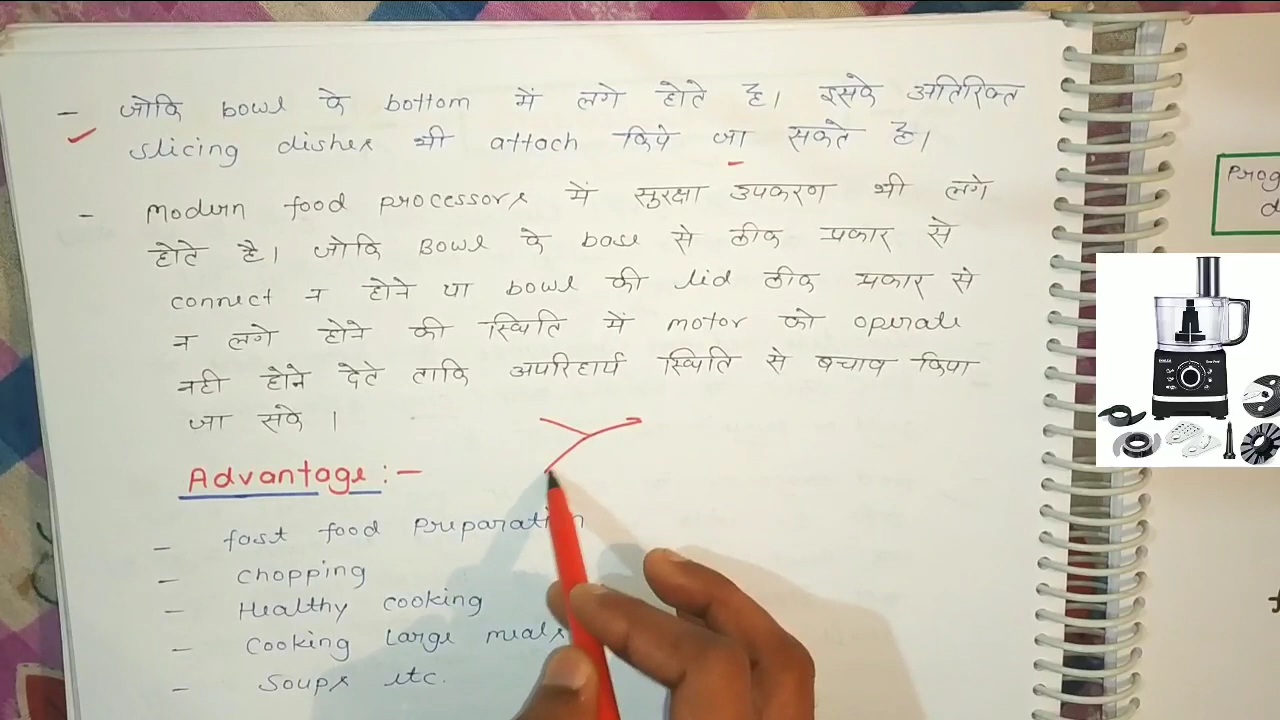 - जोकि bowl के bottom में लगे होते है। इसके अतिरिक्त
slicing dishes भी attach किये जा सकते है।
- Modern food processors में सुरक्षा उपकरण भी लगे
होते है। जोकि Bowl के base से ठीक प्रकार से
connect न होने या bowl की lid ठीक प्रकार से
न लगे होने की स्थिति में motor को operate
नही होने देते ताकि अपरिहार्य स्थिति से बचाव किया
जा सके।
Advantage:-
- fast food preparation
- Chopping
- Healthy cooking
- Cooking Large meals
- Soups etc.
Prog
d